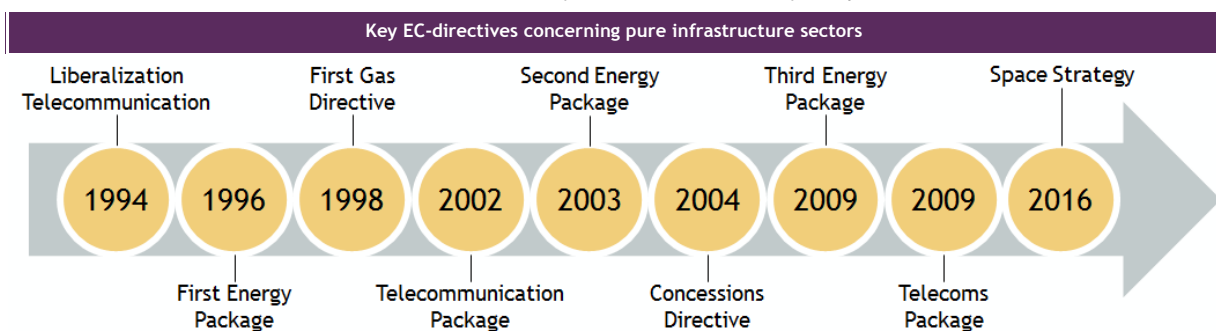 Key EC-directives concerning pure infrastructure sectors
Liberalization
Telecommunication
First Gas
Directive
Second Energy
Package
Third Energy
Package
Space Strategy
1994
1996
1998
2002
2003
2004
2009
2009
2016
First Energy
Package
Telecommunication
Package
Concessions
Directive
Telecoms
Package